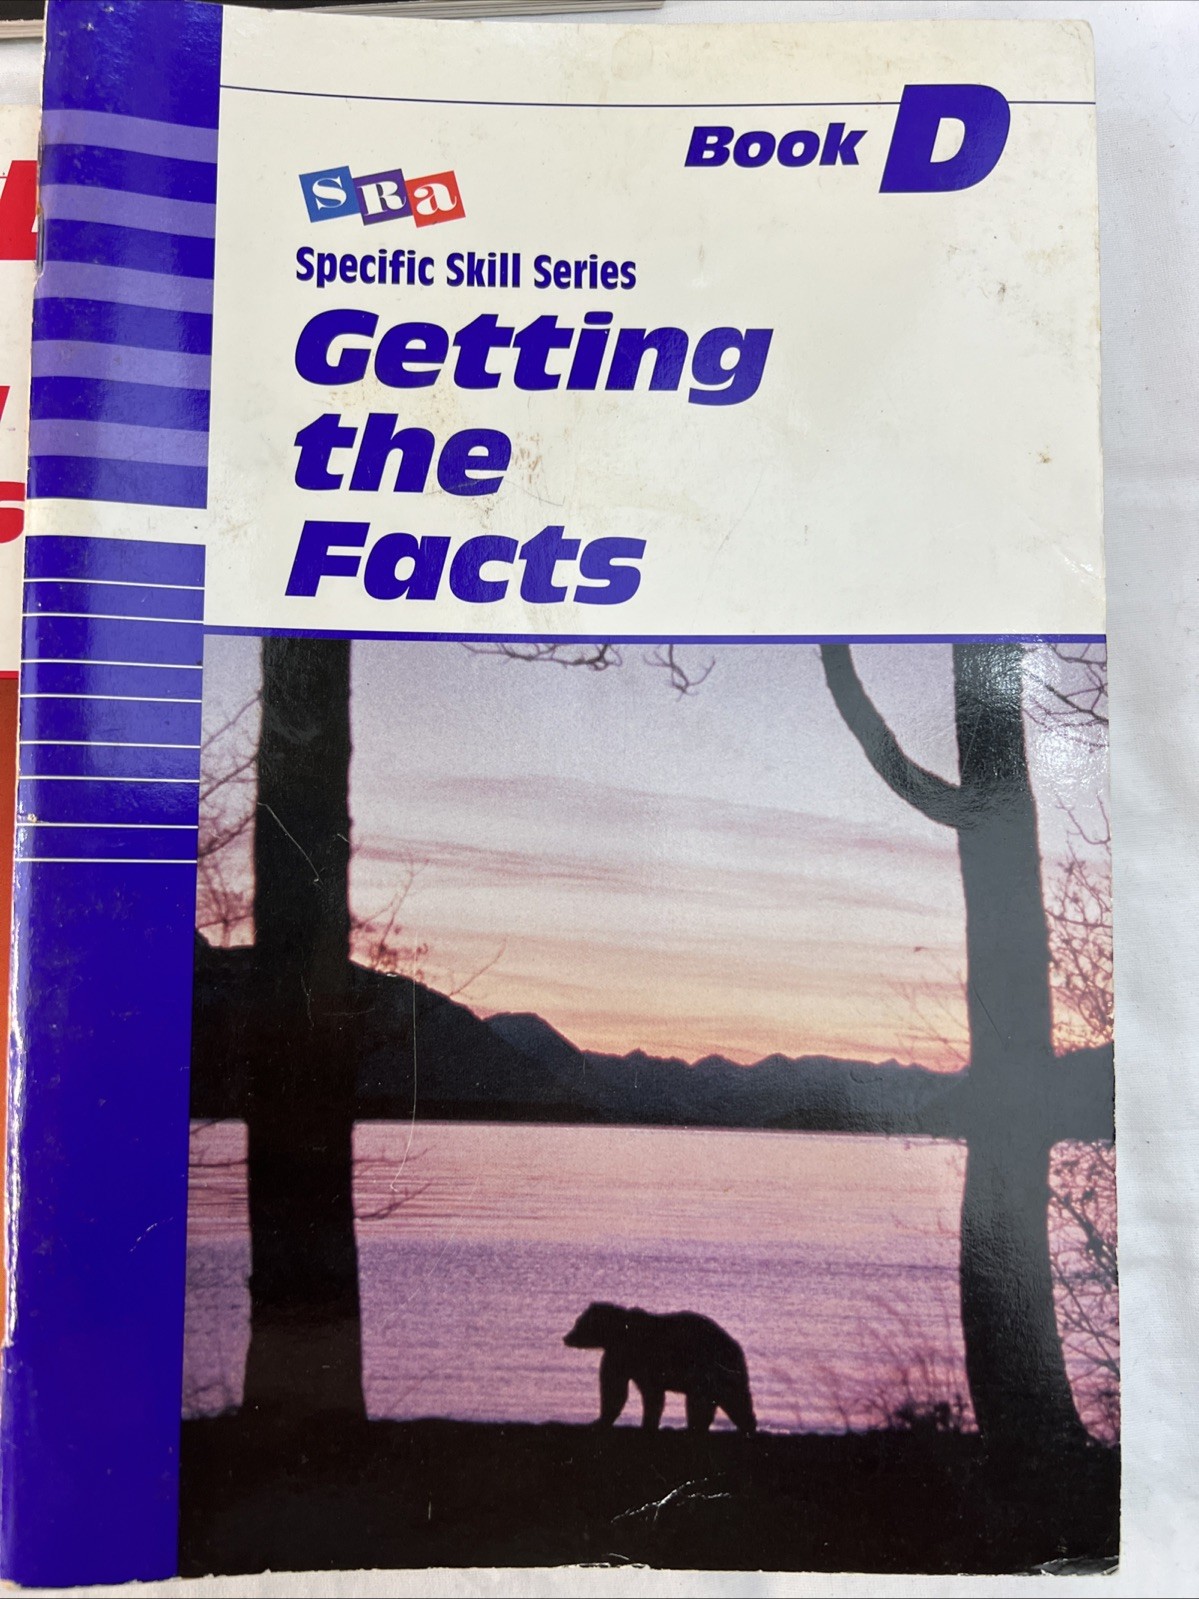 Book D
SRa
Specific Skill Series
Getting
the
Facts